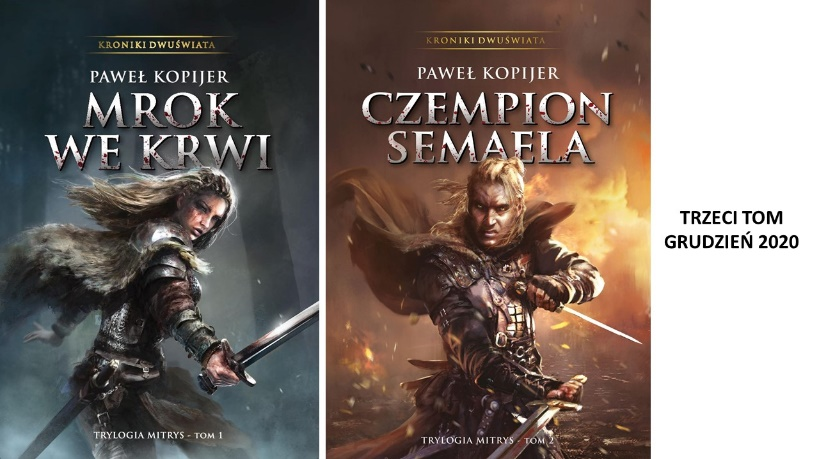 KRONIKI DWUŚWIATA
PAWEŁ KOPIJER
MROK
WE KRWI
TRYLOGIA MITRYS - TOM 1
KRONIKI DWUŚWIATA
PAWEŁ KOPIJER
CZEMPION
SEMAELA
TRYLOGIA MITRYS - TOM 2
TRZECI TOM
GRUDZIEŃ 2020